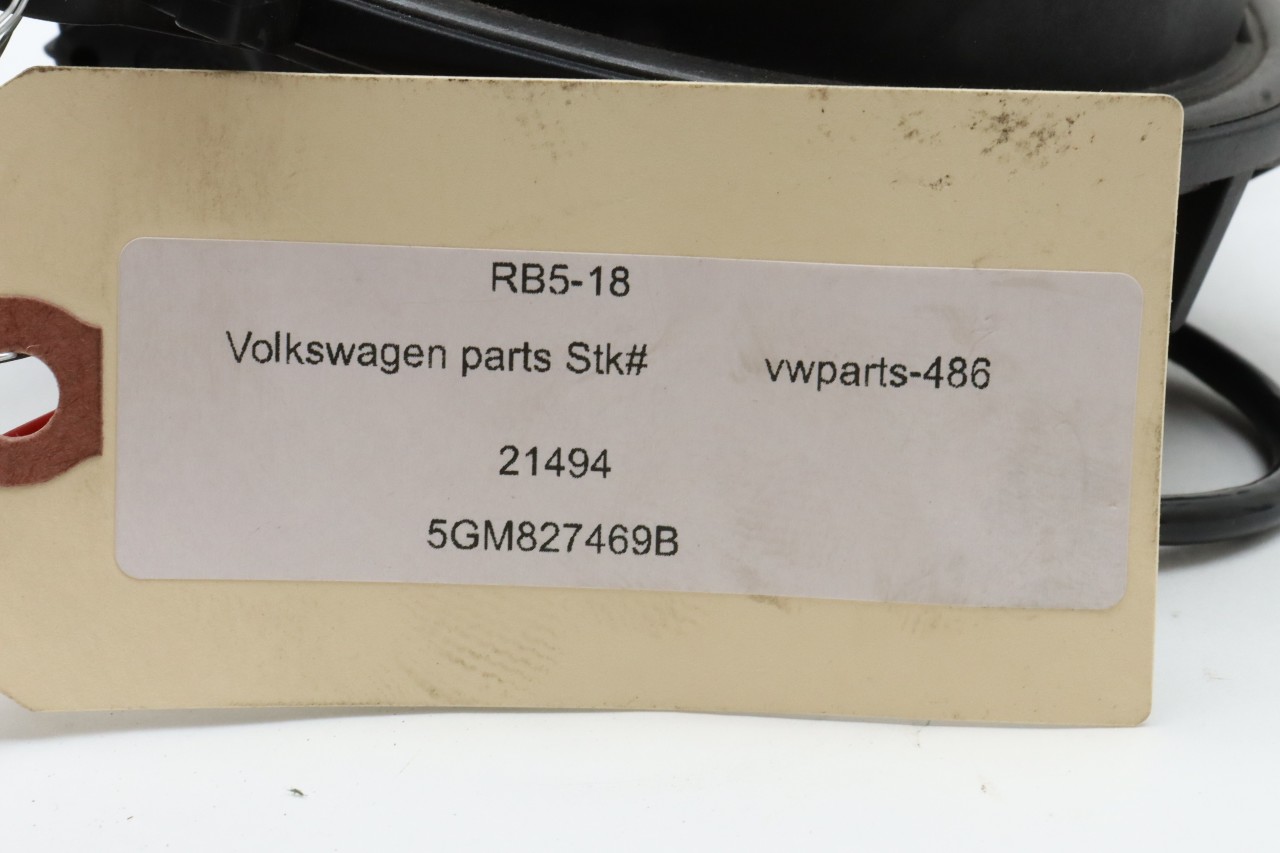 RB5-18
Volkswagen parts Stk# vwparts-486
21494
5GM827469B